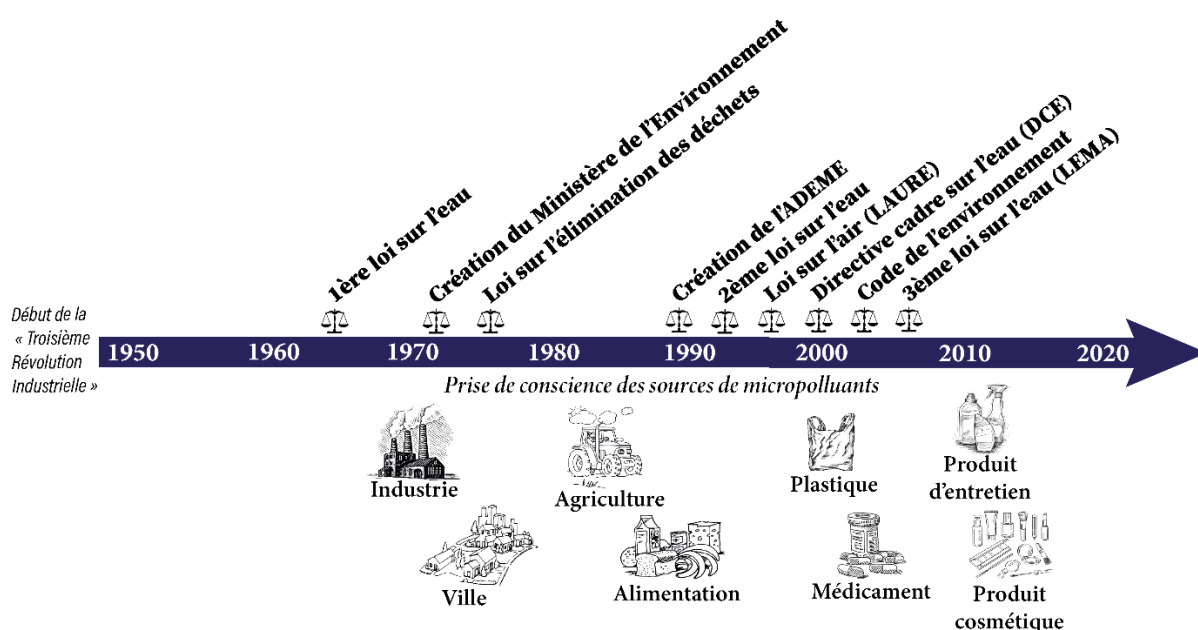 1ère loi sur l'eau
Création du Ministère de l'Environnement
Loi sur l'élimination des déchets
Création de l'ADEME
2ème loi sur l'eau
Loi sur l'air (LAURE)
Directive cadre sur l'eau (DCE)
Code de l'environnement
3ème loi sur l'eau (LEMA)
Début de la
« Troisième
Révolution
Industrielle »
1950 1960 1970 1980 1990 2000 2010 2020
Prise de conscience des sources de micropolluants
Industrie
Agriculture
Plastique
Produit
d'entretien
Ville
Alimentation
Médicament
Produit
cosmétique